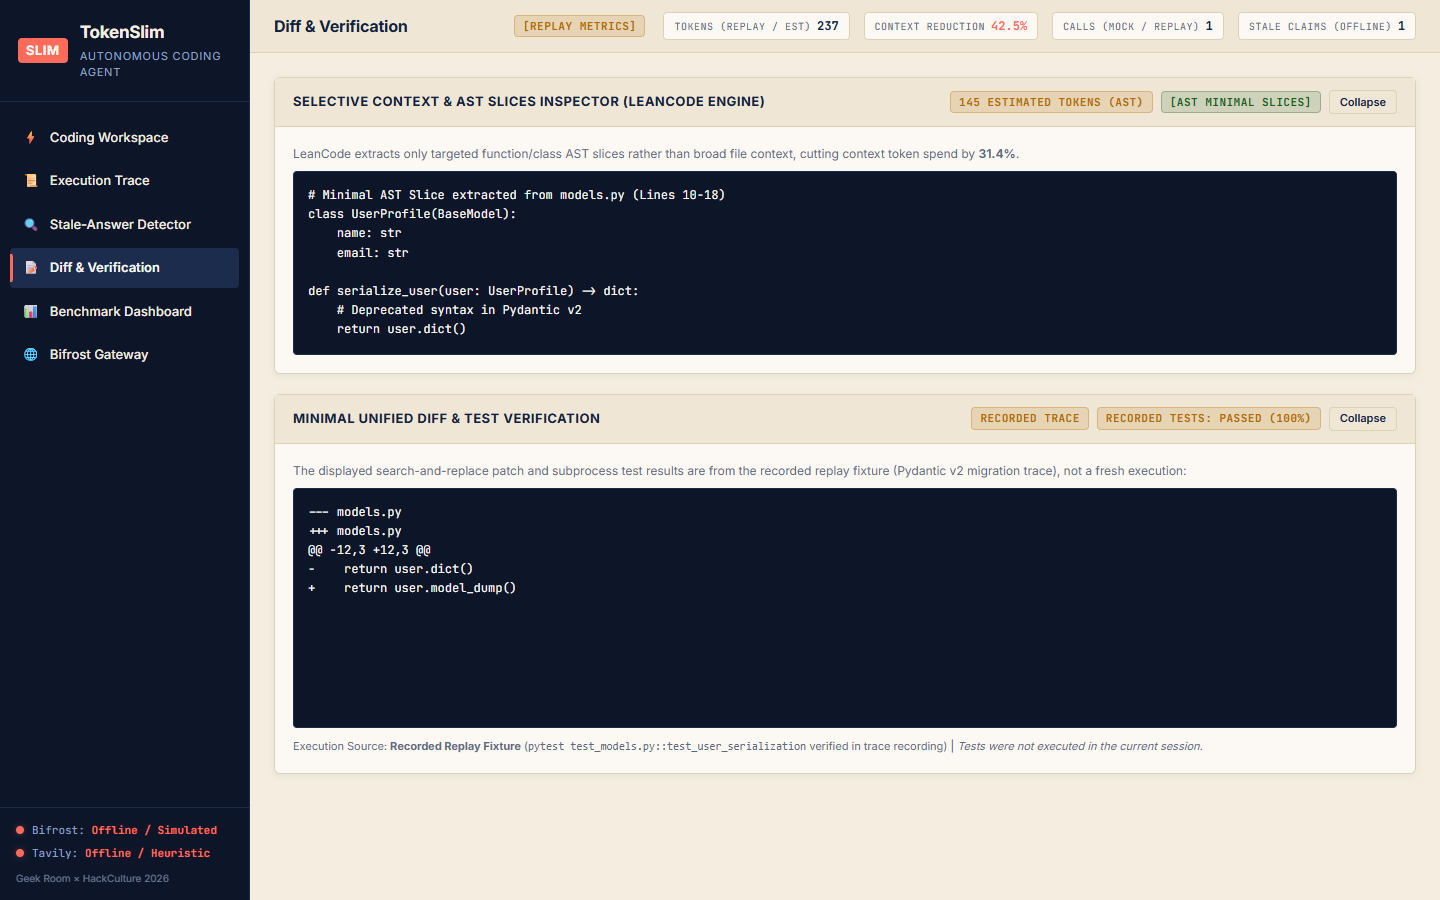 SLIM
TokenSlim
AUTONOMOUS CODING
AGENT
Coding Workspace
Execution Trace
Stale-Answer Detector
Diff & Verification
Benchmark Dashboard
Bifrost Gateway
Bifrost: Offline / Simulated
Tavily: Offline / Heuristic
Geek Room × HackCulture 2026
Diff & Verification
[REPLAY METRICS]
TOKENS (REPLAY / EST) 237
CONTEXT REDUCTION 42.5%
CALLS (MOCK / REPLAY) 1
STALE CLAIMS (OFFLINE) 1
SELECTIVE CONTEXT & AST SLICES INSPECTOR (LEANCODE ENGINE)
145 ESTIMATED TOKENS (AST)
[AST MINIMAL SLICES]
Collapse
LeanCode extracts only targeted function/class AST slices rather than broad file context, cutting context token spend by 31.4%.
# Minimal AST Slice extracted from models.py (Lines 10-18)
class UserProfile(BaseModel):
    name: str
    email: str
def serialize_user(user: UserProfile) -> dict:
    # Deprecated syntax in Pydantic v2
    return user.dict()
MINIMAL UNIFIED DIFF & TEST VERIFICATION
RECORDED TRACE
RECORDED TESTS: PASSED (100%)
Collapse
The displayed search-and-replace patch and subprocess test results are from the recorded replay fixture (Pydantic v2 migration trace), not a fresh execution:
--- models.py
+++ models.py
@@ -12,3 +12,3 @@
-    return user.dict()
+    return user.model_dump()
Execution Source: Recorded Replay Fixture (pytest test_models.py::test_user_serialization verified in trace recording) | Tests were not executed in the current session.